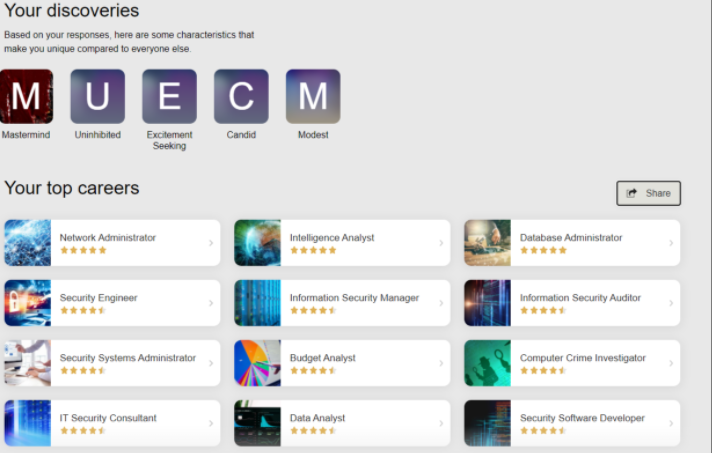 Your discoveries
Based on your responses, here are some characteristics that
make you unique compared to everyone else.
M U E C M
Mastermind Uninhibited Excitement Candid Modest
Seeking
Your top careers
Share
Network Administrator Intelligence Analyst Database Administrator
Security Engineer Information Security Manager Information Security Auditor
Security Systems Administrator Budget Analyst Computer Crime Investigator
IT Security Consultant Data Analyst Security Software Developer